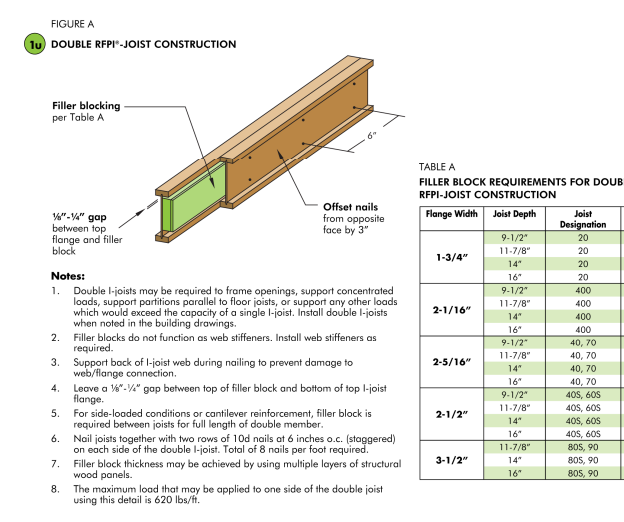 FIGURE A
1u DOUBLE RFPI®-JOIST CONSTRUCTION
Filler blocking
per Table A
6"
Offset nails
from opposite
face by 3"
⅛"-¼" gap
between top
flange and filler
block
Notes:
1. Double I-joists may be required to frame openings, support concentrated
loads, support partitions parallel to floor joists, or support any other loads
which would exceed the capacity of a single I-joist. Install double I-joists
when noted in the building drawings.
2. Filler blocks do not function as web stiffeners. Install web stiffeners as
required.
3. Support back of I-joist web during nailing to prevent damage to
web/flange connection.
4. Leave a ⅛"-¼" gap between top of filler block and bottom of top I-joist
flange.
5. For side-loaded conditions or cantilever reinforcement, filler block is
required between joists for full length of double member.
6. Nail joists together with two rows of 10d nails at 6 inches o.c. (staggered)
on each side of the double I-joist. Total of 8 nails per foot required.
7. Filler block thickness may be achieved by using multiple layers of structural
wood panels.
8. The maximum load that may be applied to one side of the double joist
using this detail is 620 lbs/ft.
TABLE A
FILLER BLOCK REQUIREMENTS FOR DOUB
RFPI-JOIST CONSTRUCTION
Flange Width Joist Depth Joist
Designation
1-3/4"
9-1/2" 20
11-7/8" 20
14" 20
16" 20
2-1/16"
9-1/2" 400
11-7/8" 400
14" 400
16" 400
2-5/16"
9-1/2" 40, 70
11-7/8" 40, 70
14" 40, 70
16" 40, 70
2-1/2"
9-1/2" 40S, 60S
11-7/8" 40S, 60S
14" 40S, 60S
16" 40S, 60S
3-1/2"
11-7/8" 80S, 90
14" 80S, 90
16" 80S, 90